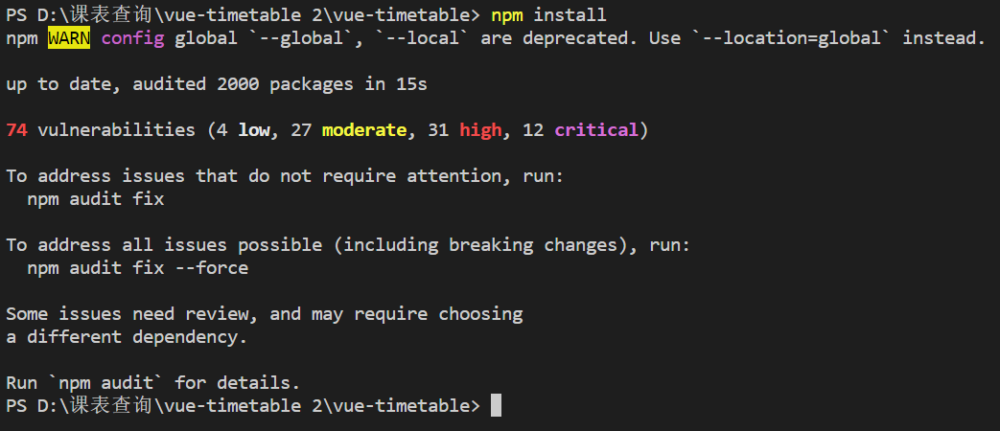 PS D:\课表查询\vue-timetable 2\vue-timetable> npm install
npm WARN config global `--global`, `--local` are deprecated. Use `--location=global` instead.
up to date, audited 2000 packages in 15s
74 vulnerabilities (4 low, 27 moderate, 31 high, 12 critical)
To address issues that do not require attention, run:
  npm audit fix
To address all issues possible (including breaking changes), run:
  npm audit fix --force
Some issues need review, and may require choosing
a different dependency.
Run `npm audit` for details.
PS D:\课表查询\vue-timetable 2\vue-timetable>